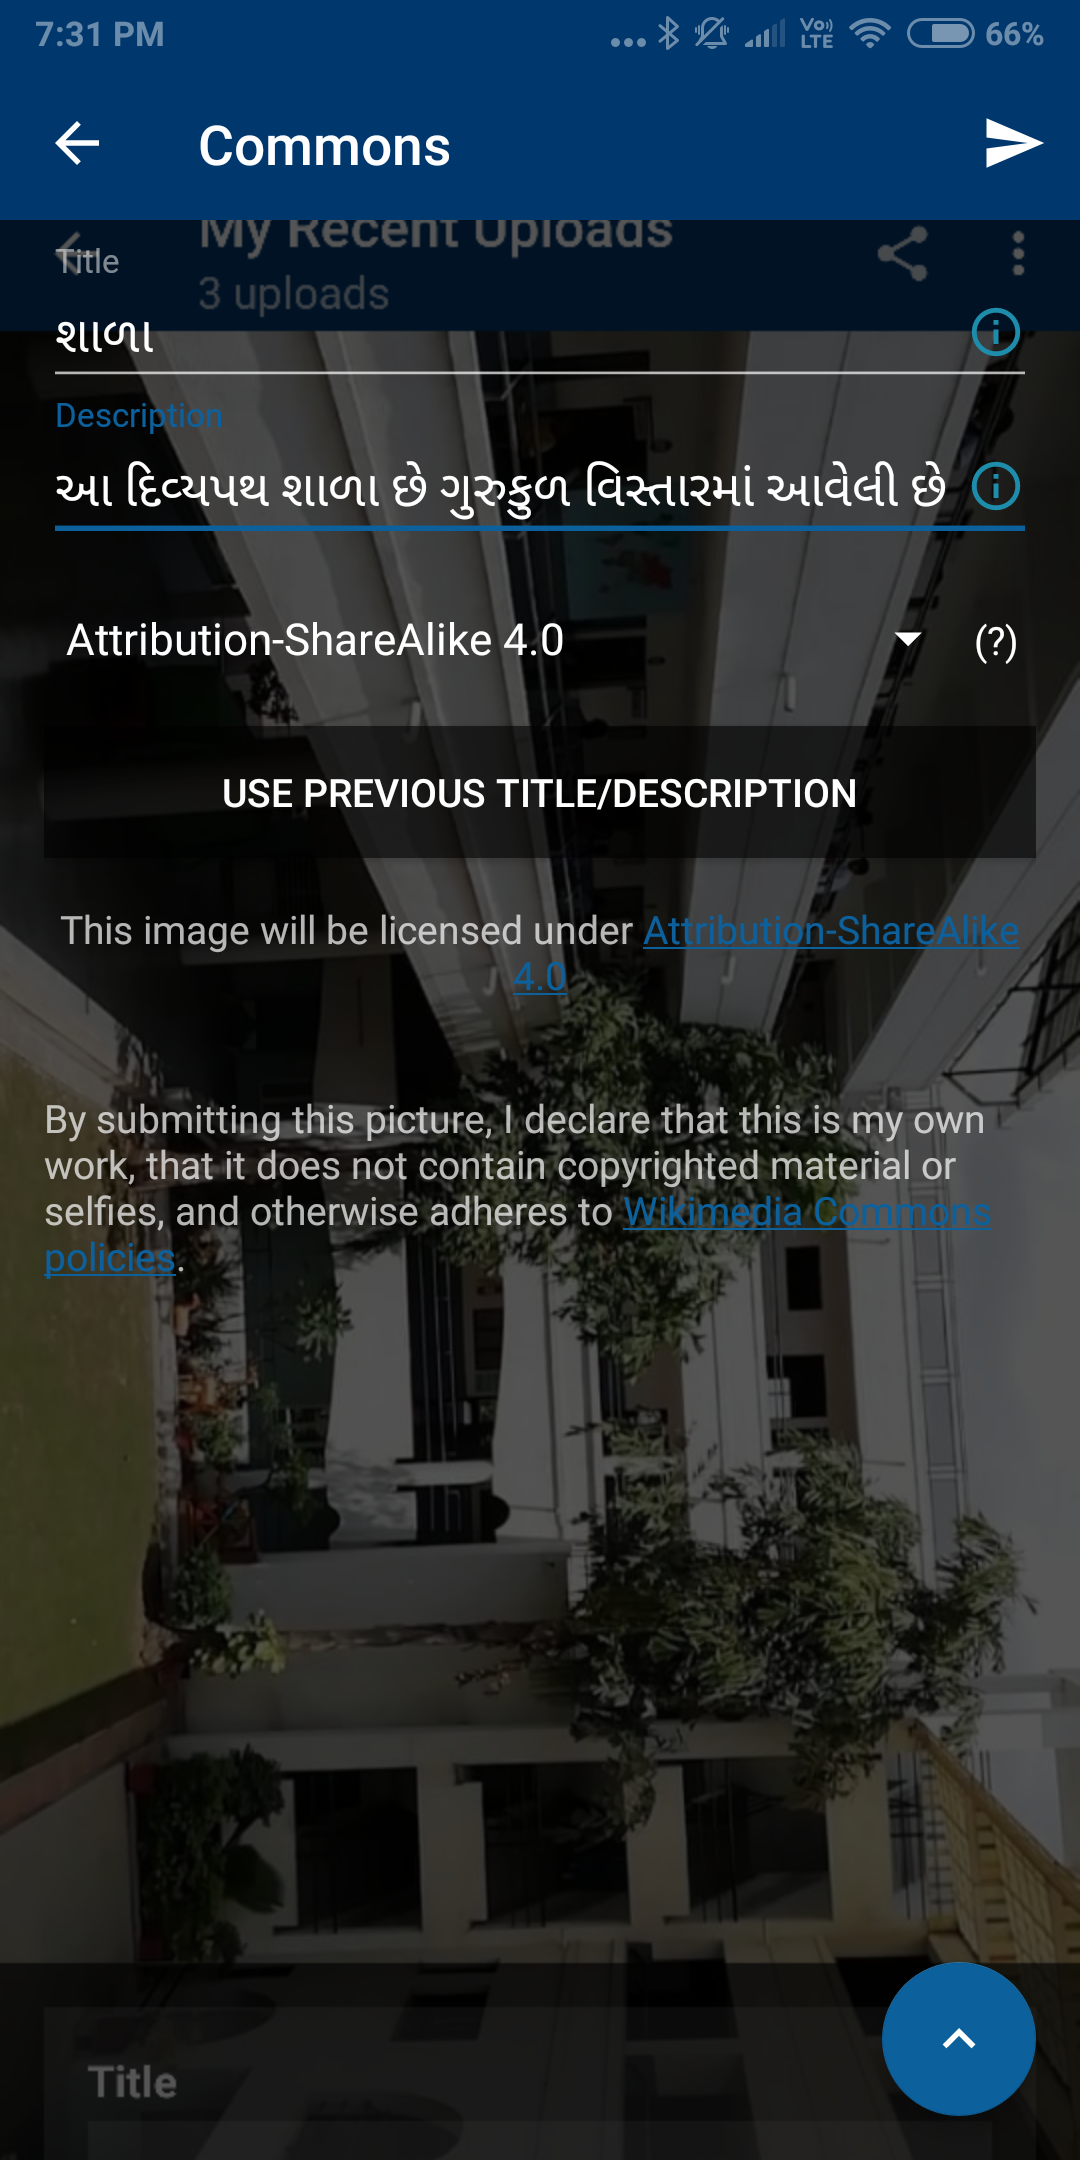 7:31 PM
Vo)) LTE
66%
Commons
My Recent Uploads
3 uploads
Title
શાળા
Description
આ દિવ્યપથ શાળા છે ગુરુકુળ વિસ્તારમાં આવેલી છે
Attribution-ShareAlike 4.0
(?)
USE PREVIOUS TITLE/DESCRIPTION
This image will be licensed under Attribution-ShareAlike
4.0
By submitting this picture, I declare that this is my own
work, that it does not contain copyrighted material or
selfies, and otherwise adheres to Wikimedia Commons
policies.
Title